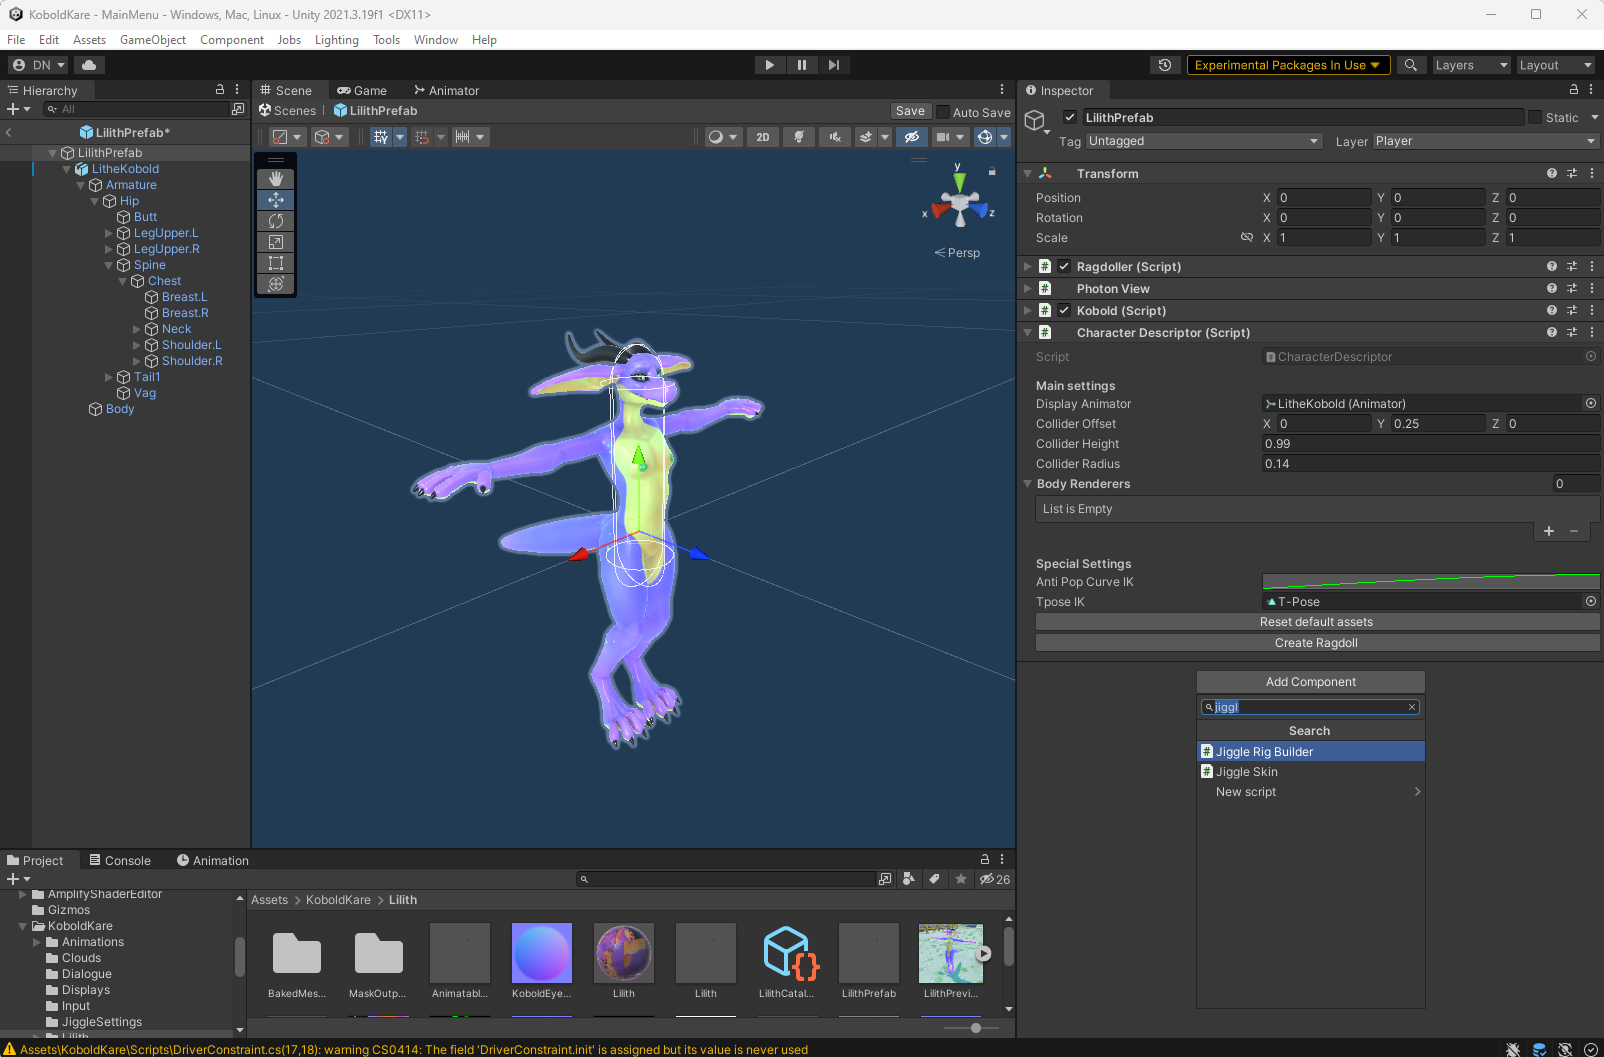 KoboldKare - MainMenu - Windows, Mac, Linux - Unity 2021.3.19f1 <DX11>
File Edit Assets GameObject Component Jobs Lighting Tools Window Help
DN
Experimental Packages In Use
Layers
Layout
Hierarchy
All
LilithPrefab*
LilithPrefab
LitheKobold
Armature
Hip
Butt
LegUpper.L
LegUpper.R
Spine
Chest
Breast.L
Breast.R
Neck
Shoulder.L
Shoulder.R
Tail1
Vag
Body
Scene Game Animator
Scenes LilithPrefab
Save Auto Save
2D
y
x
z
Persp
Inspector
LilithPrefab Static
Tag Untagged Layer Player
Transform
Position X 0 Y 0 Z 0
Rotation X 0 Y 0 Z 0
Scale X 1 Y 1 Z 1
Ragdoller (Script)
Photon View
Kobold (Script)
Character Descriptor (Script)
Script CharacterDescriptor
Main settings
Display Animator LitheKobold (Animator)
Collider Offset X 0 Y 0.25 Z 0
Collider Height 0.99
Collider Radius 0.14
Body Renderers 0
List is Empty
+ −
Special Settings
Anti Pop Curve IK
Tpose IK T-Pose
Reset default assets
Create Ragdoll
Add Component
jiggl
Search
Jiggle Rig Builder
Jiggle Skin
New script
Project Console Animation
26
AmplifyShaderEditor
Gizmos
KoboldKare
Animations
Clouds
Dialogue
Displays
Input
JiggleSettings
Lilith
Assets > KoboldKare > Lilith
BakedMes...
MaskOutp...
Animatabl...
KoboldEye...
Lilith
Lilith
LilithCatal...
LilithPrefab
LilithPrevi...
Assets\KoboldKare\Scripts\DriverConstraint.cs(17,18): warning CS0414: The field 'DriverConstraint.init' is assigned but its value is never used